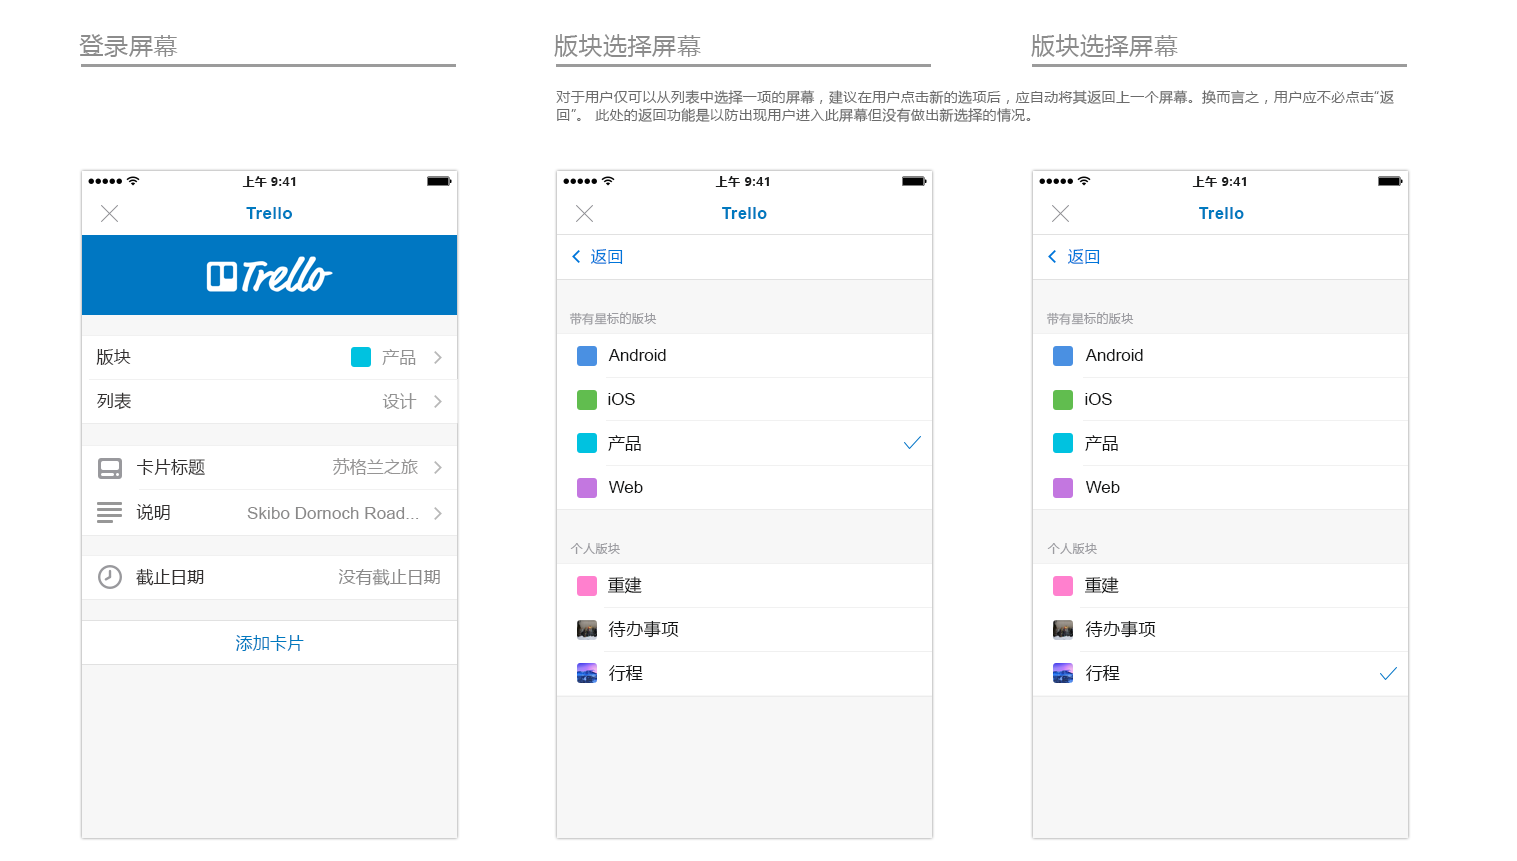 登录屏幕
版块选择屏幕
版块选择屏幕
对于用户仅可以从列表中选择一项的屏幕，建议在用户点击新的选项后，应自动将其返回上一个屏幕。换而言之，用户应不必点击“返
回”。 此处的返回功能是以防出现用户进入此屏幕但没有做出新选择的情况。
上午 9:41
Trello
Trello
版块
产品
列表
设计
卡片标题
苏格兰之旅
说明
Skibo Dornoch Road...
截止日期
没有截止日期
添加卡片
上午 9:41
Trello
返回
带有星标的版块
Android
iOS
产品
Web
个人版块
重建
待办事项
行程
上午 9:41
Trello
返回
带有星标的版块
Android
iOS
产品
Web
个人版块
重建
待办事项
行程